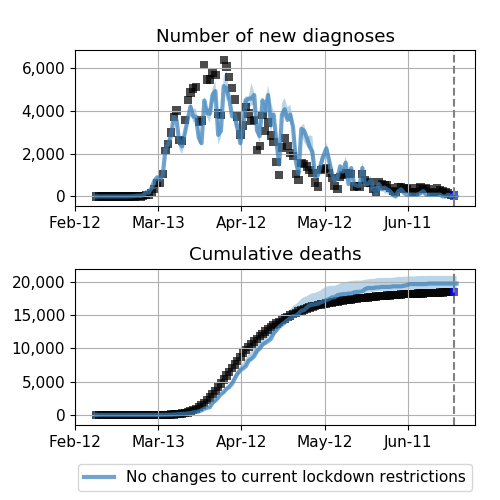 Number of new diagnoses
6,000
4,000
2,000
0
Feb-12 Mar-13 Apr-12 May-12 Jun-11
Cumulative deaths
20,000
15,000
10,000
5,000
0
Feb-12 Mar-13 Apr-12 May-12 Jun-11
No changes to current lockdown restrictions